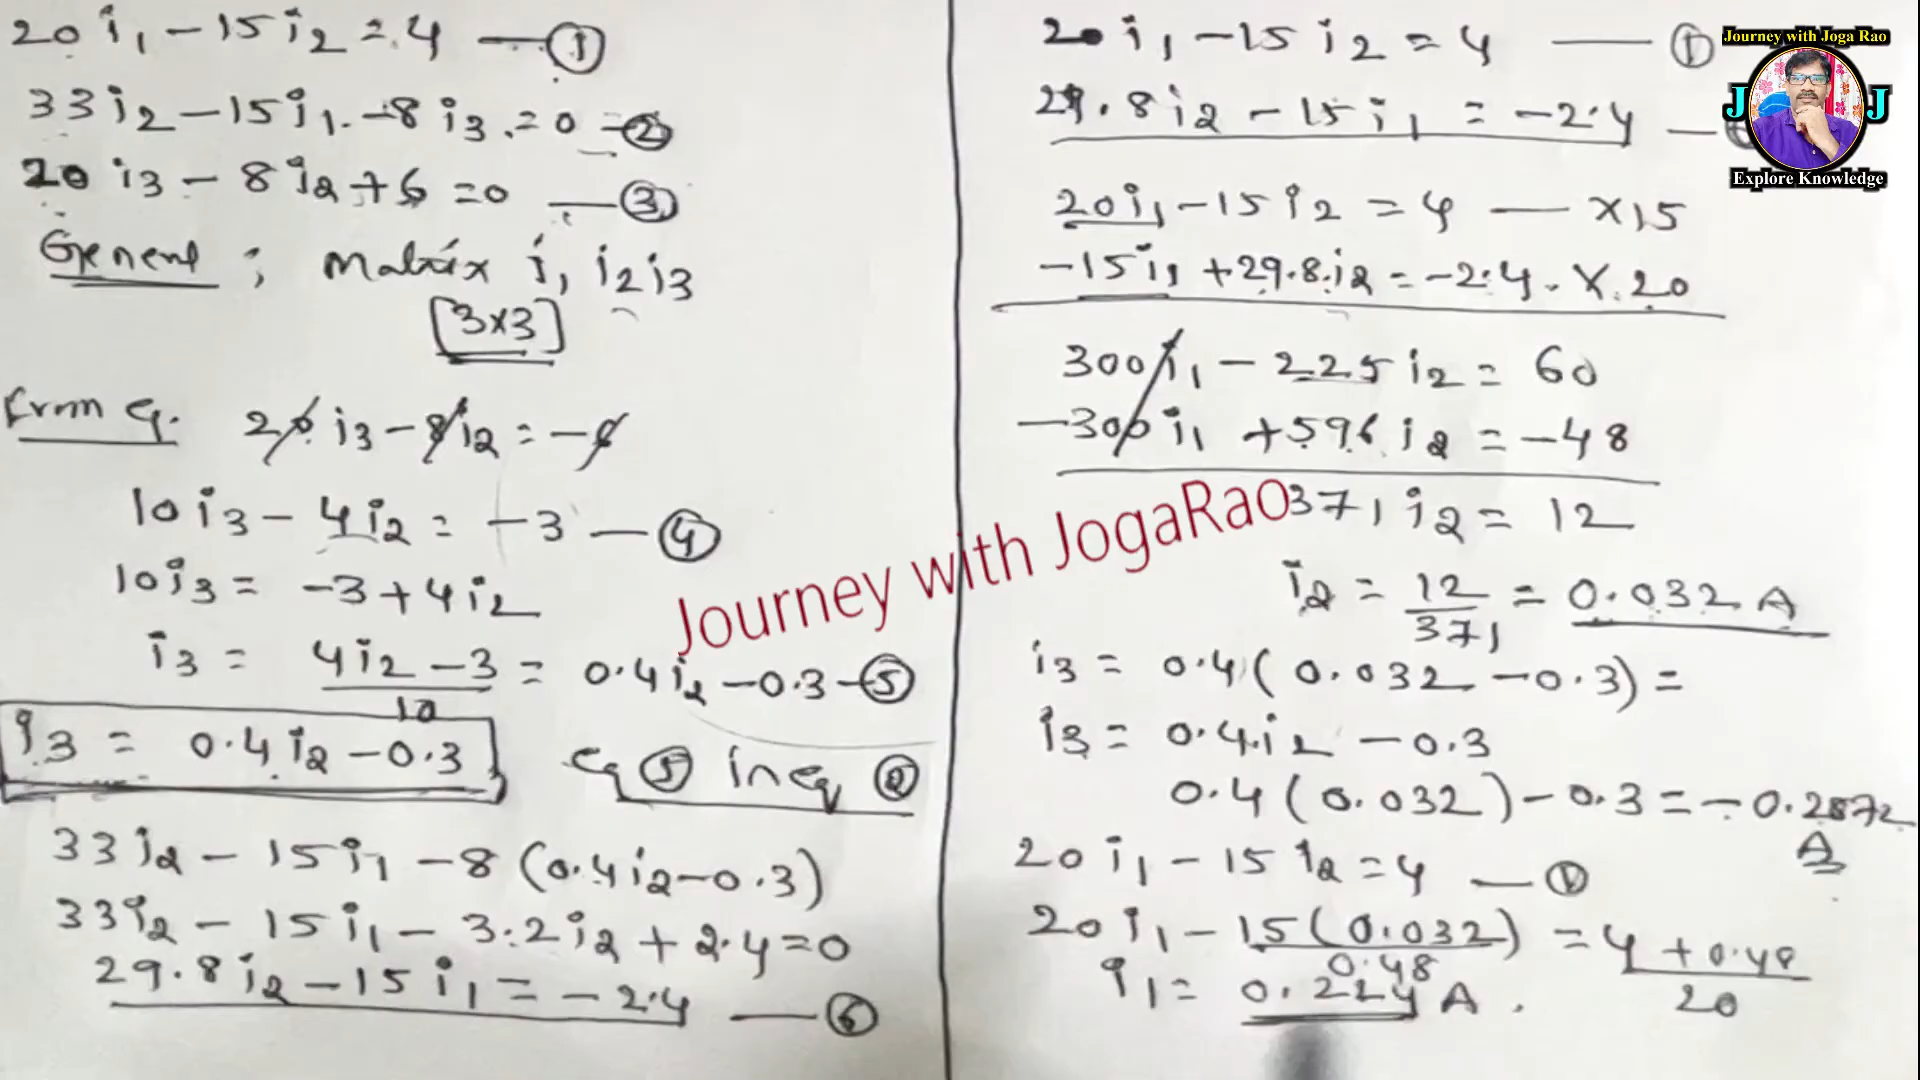 20 i₁ - 15 i₂ = 4 — ①
33 i₂ - 15 i₁ - 8 i₃ = 0 - ②
20 i₃ - 8 i₂ + 6 = 0 — ③
General ; Matrix i₁ i₂ i₃
[3x3]
From eq. 20 i₃ - 8 i₂ = - 6
10 i₃ - 4 i₂ = - 3 — ④
10 i₃ = - 3 + 4 i₂
i₃ = 4 i₂ - 3 / 10 = 0.4 i₂ - 0.3 - ⑤
i₃ = 0.4 i₂ - 0.3
eq ⑤ in eq ②
33 i₂ - 15 i₁ - 8 (0.4 i₂ - 0.3)
33 i₂ - 15 i₁ - 3.2 i₂ + 2.4 = 0
29.8 i₂ - 15 i₁ = - 2.4 — ⑥
20 i₁ - 15 i₂ = 4 — ①
29.8 i₂ - 15 i₁ = - 2.4 —
20 i₁ - 15 i₂ = 4 — x 15
- 15 i₁ + 29.8 i₂ = - 2.4 . x 20
300 i₁ - 225 i₂ = 60
- 300 i₁ + 596 i₂ = - 48
371 i₂ = 12
i₂ = 12 / 371 = 0.032 A
i₃ = 0.4 ( 0.032 - 0.3 ) =
i₃ = 0.4 i₂ - 0.3
0.4 ( 0.032 ) - 0.3 = - 0.2872
A
20 i₁ - 15 i₂ = 4 — ①
20 i₁ - 15 ( 0.032 ) = 4 + 0.48 / 20
0.48
i₁ = 0.224 A .
Journey with JogaRao
Journey with Joga Rao
J J
Explore Knowledge